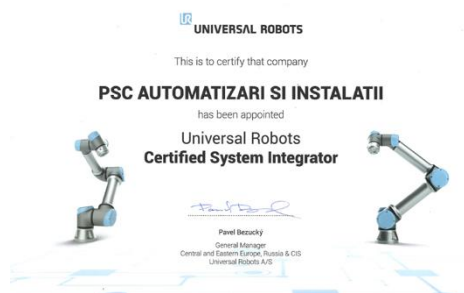 UR
UNIVERSAL ROBOTS
This is to certify that company
PSC AUTOMATIZARI SI INSTALATII
has been appointed
Universal Robots
Certified System Integrator
Pavel Bezucký
General Manager
Central and Eastern Europe, Russia & CIS
Universal Robots A/S